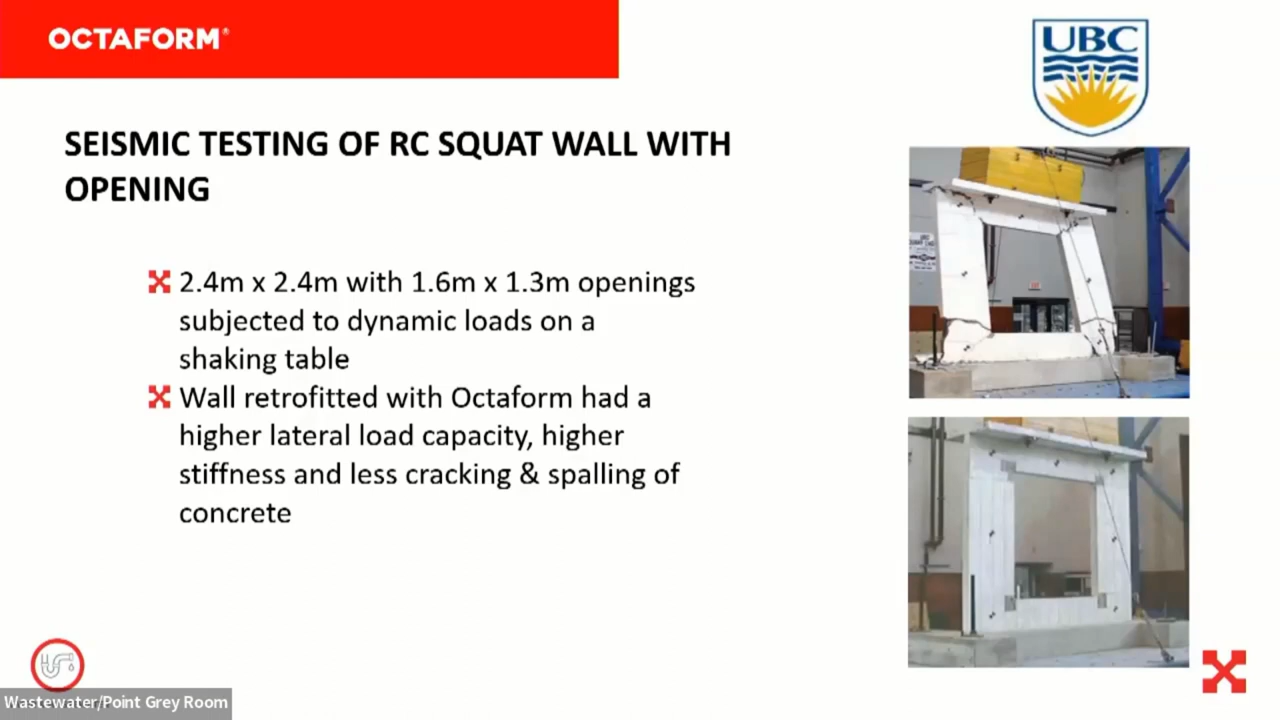 OCTAFORM®
UBC
SEISMIC TESTING OF RC SQUAT WALL WITH
OPENING
2.4m x 2.4m with 1.6m x 1.3m openings
subjected to dynamic loads on a
shaking table
Wall retrofitted with Octaform had a
higher lateral load capacity, higher
stiffness and less cracking & spalling of
concrete
Wastewater/Point Grey Room